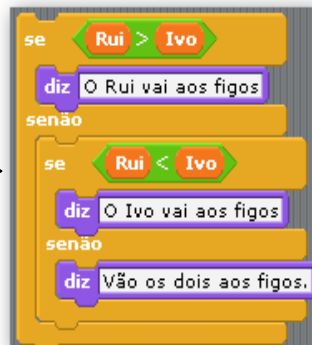 se Rui > Ivo
diz O Rui vai aos figos
senão
se Rui < Ivo
diz O Ivo vai aos figos
senão
diz Vão os dois aos figos.